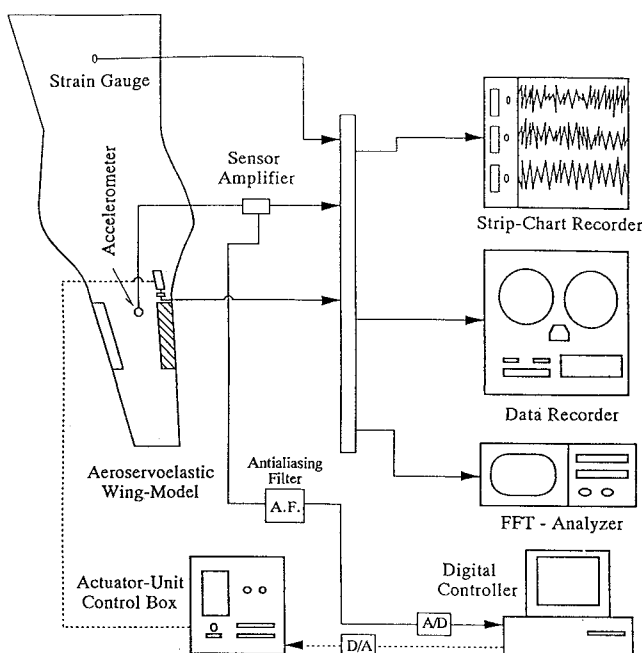 Strain Gauge
Sensor
Amplifier
Accelerometer
Strip-Chart Recorder
Data Recorder
Aeroservoelastic
Wing-Model
Antialiasing
Filter
A.F.
FFT - Analyzer
Actuator-Unit
Control Box
Digital
Controller
A/D
D/A